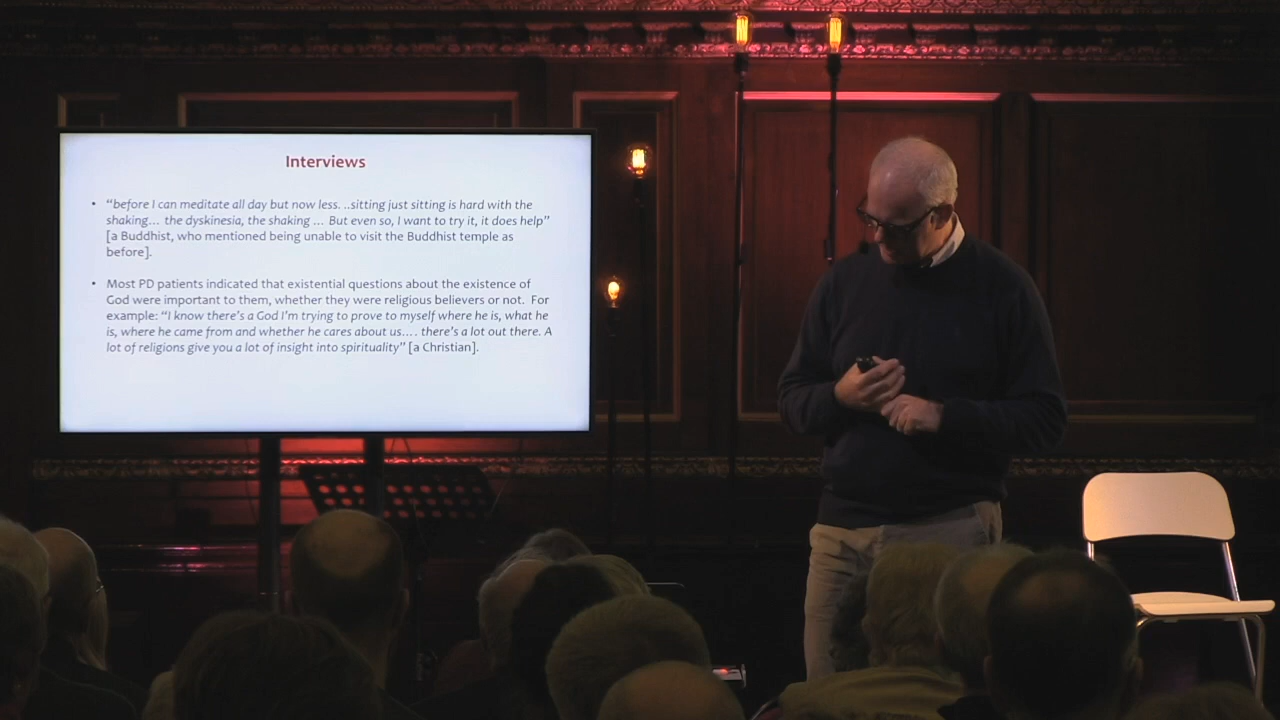 Interviews
• “before I can meditate all day but now less. ..sitting just sitting is hard with the
shaking… the dyskinesia, the shaking … But even so, I want to try it, it does help”
[a Buddhist, who mentioned being unable to visit the Buddhist temple as
before].
• Most PD patients indicated that existential questions about the existence of
God were important to them, whether they were religious believers or not. For
example: “I know there’s a God I’m trying to prove to myself where he is, what he
is, where he came from and whether he cares about us…. there’s a lot out there. A
lot of religions give you a lot of insight into spirituality” [a Christian].